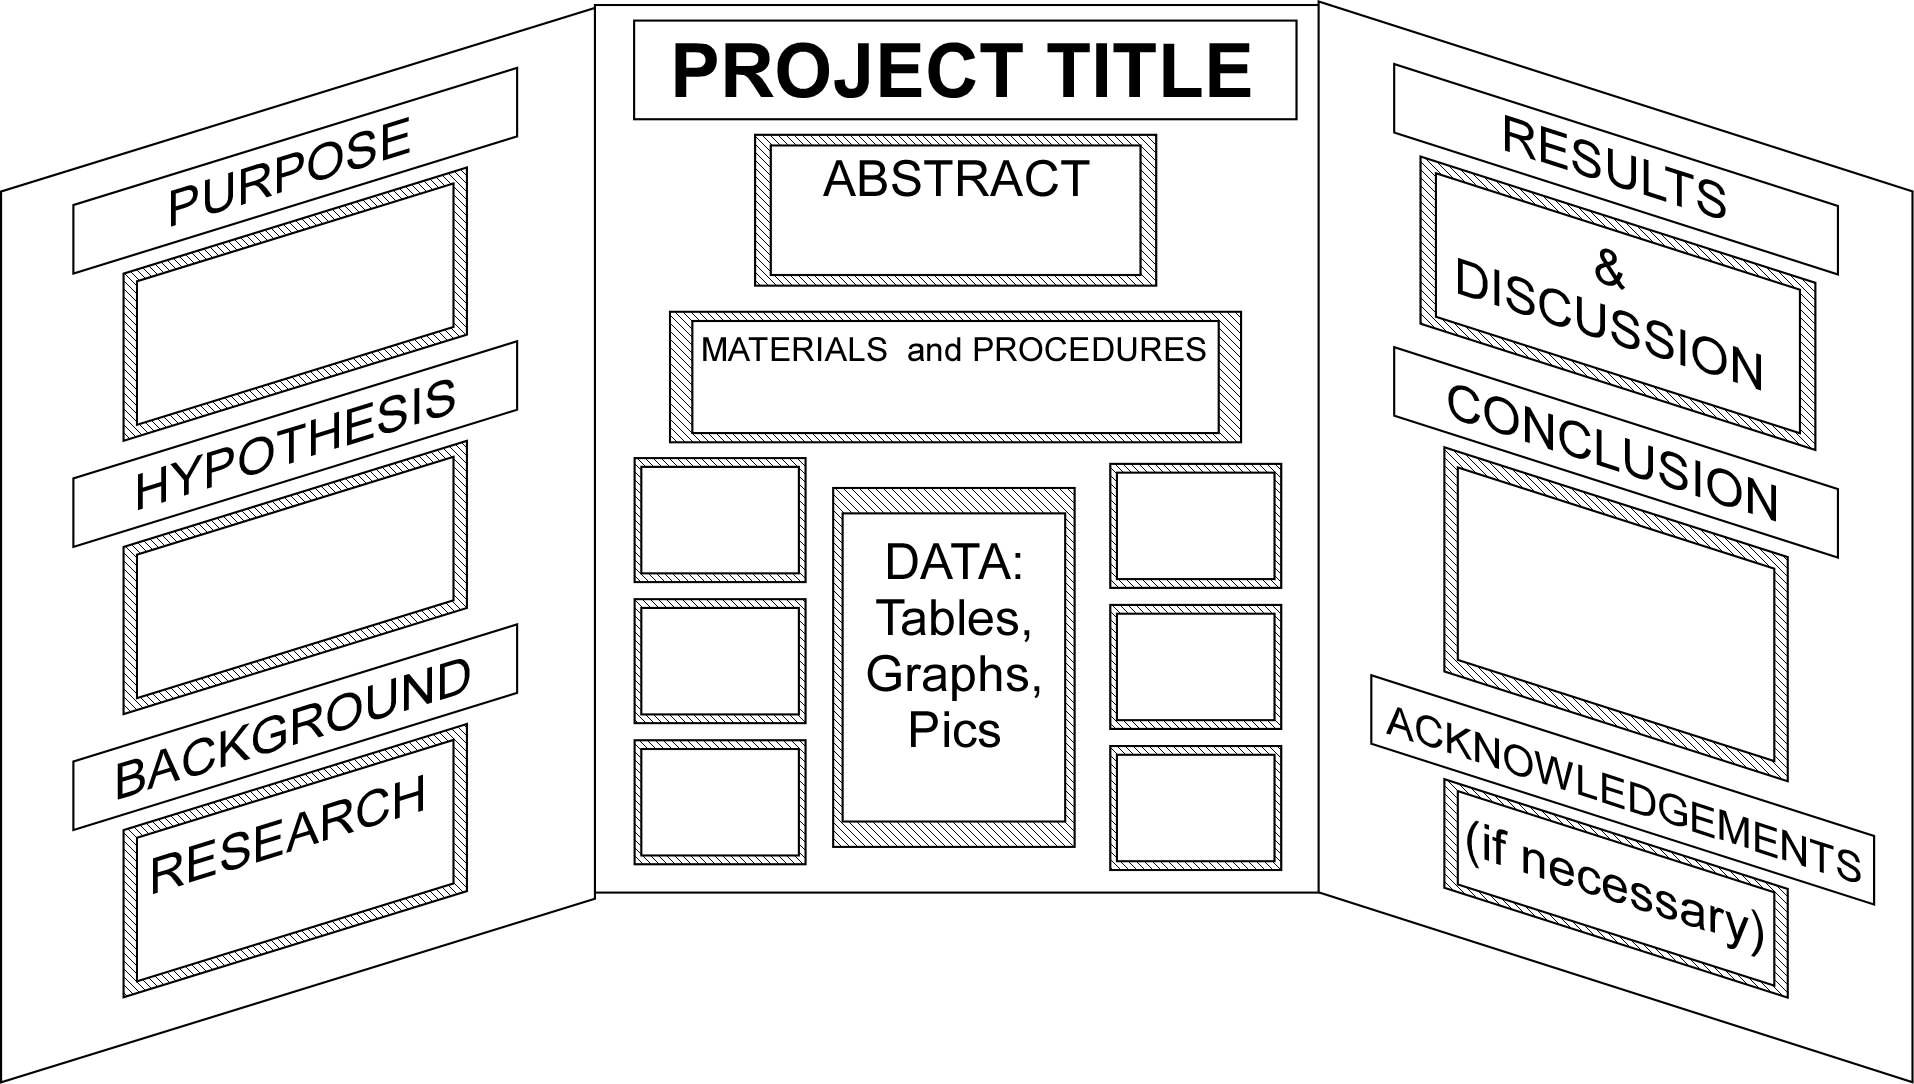 PURPOSE
HYPOTHESIS
BACKGROUND
RESEARCH
PROJECT TITLE
ABSTRACT
MATERIALS and PROCEDURES
DATA:
Tables,
Graphs,
Pics
RESULTS
&
DISCUSSION
CONCLUSION
ACKNOWLEDGEMENTS
(if necessary)